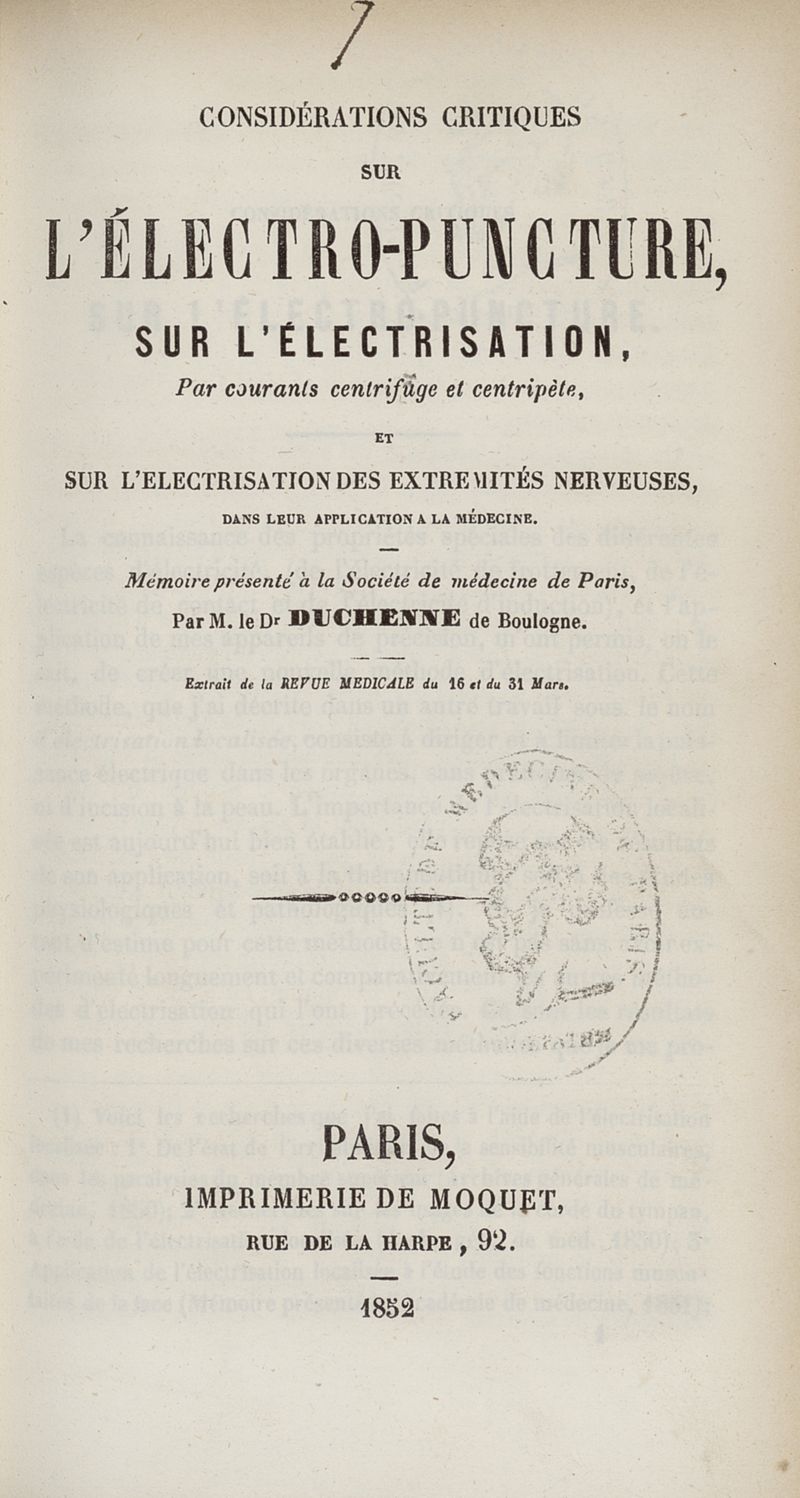 7
CONSIDÉRATIONS CRITIQUES
SUR
L'ÉLECTRO-PUNCTURE,
SUR L'ÉLECTRISATION,
Par courants centrifuge et centripète,
ET
SUR L'ELECTRISATION DES EXTREMITÉS NERVEUSES,
DANS LEUR APPLICATION A LA MÉDECINE.
Mémoire présenté à la Société de médecine de Paris,
Par M. le Dr DUCHENNE de Boulogne.
Extrait de la REVUE MEDICALE du 16 et du 31 Mars.
PARIS,
IMPRIMERIE DE MOQUET,
RUE DE LA HARPE, 92.
1852